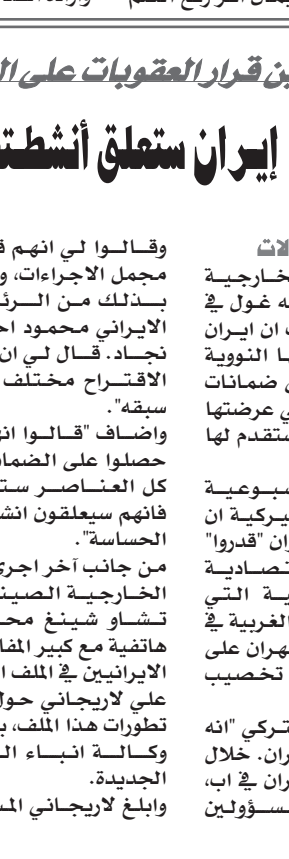 ين قرار العقوبات على
إيران ستعلق أنشطت
لات
خارجية
ه غول في
ت ان ايران
ها النووية
ضمانات
ي عرضتها
ستقدم لها
سبوعية
يركية ان
ان "قدروا"
تصادية
ية التي
الغربية في
هران على
تخصيب
تركي "انه
ران. خلال
ران في اب،
سؤولين
وقالوا لي انهم ق
مجمل الاجراءات، و
بذلك من الرئ
الايراني محمود اح
نجاد. قال لي ان
الاقتراح مختلف
سبقه".
واضاف "قالوا انه
حصلوا على الضما
كل العناصر ست
فانهم سيعلقون انش
الحساسة".
من جانب آخر اجرى
الخارجية الصين
تشاو شينغ مح
هاتفية مع كبير المفا
الايرانيين في الملف ا
علي لاريجاني حول
تطورات هذا الملف، ب
وكالة انباء ال
الجديدة.
وابلغ لاريجاني المس